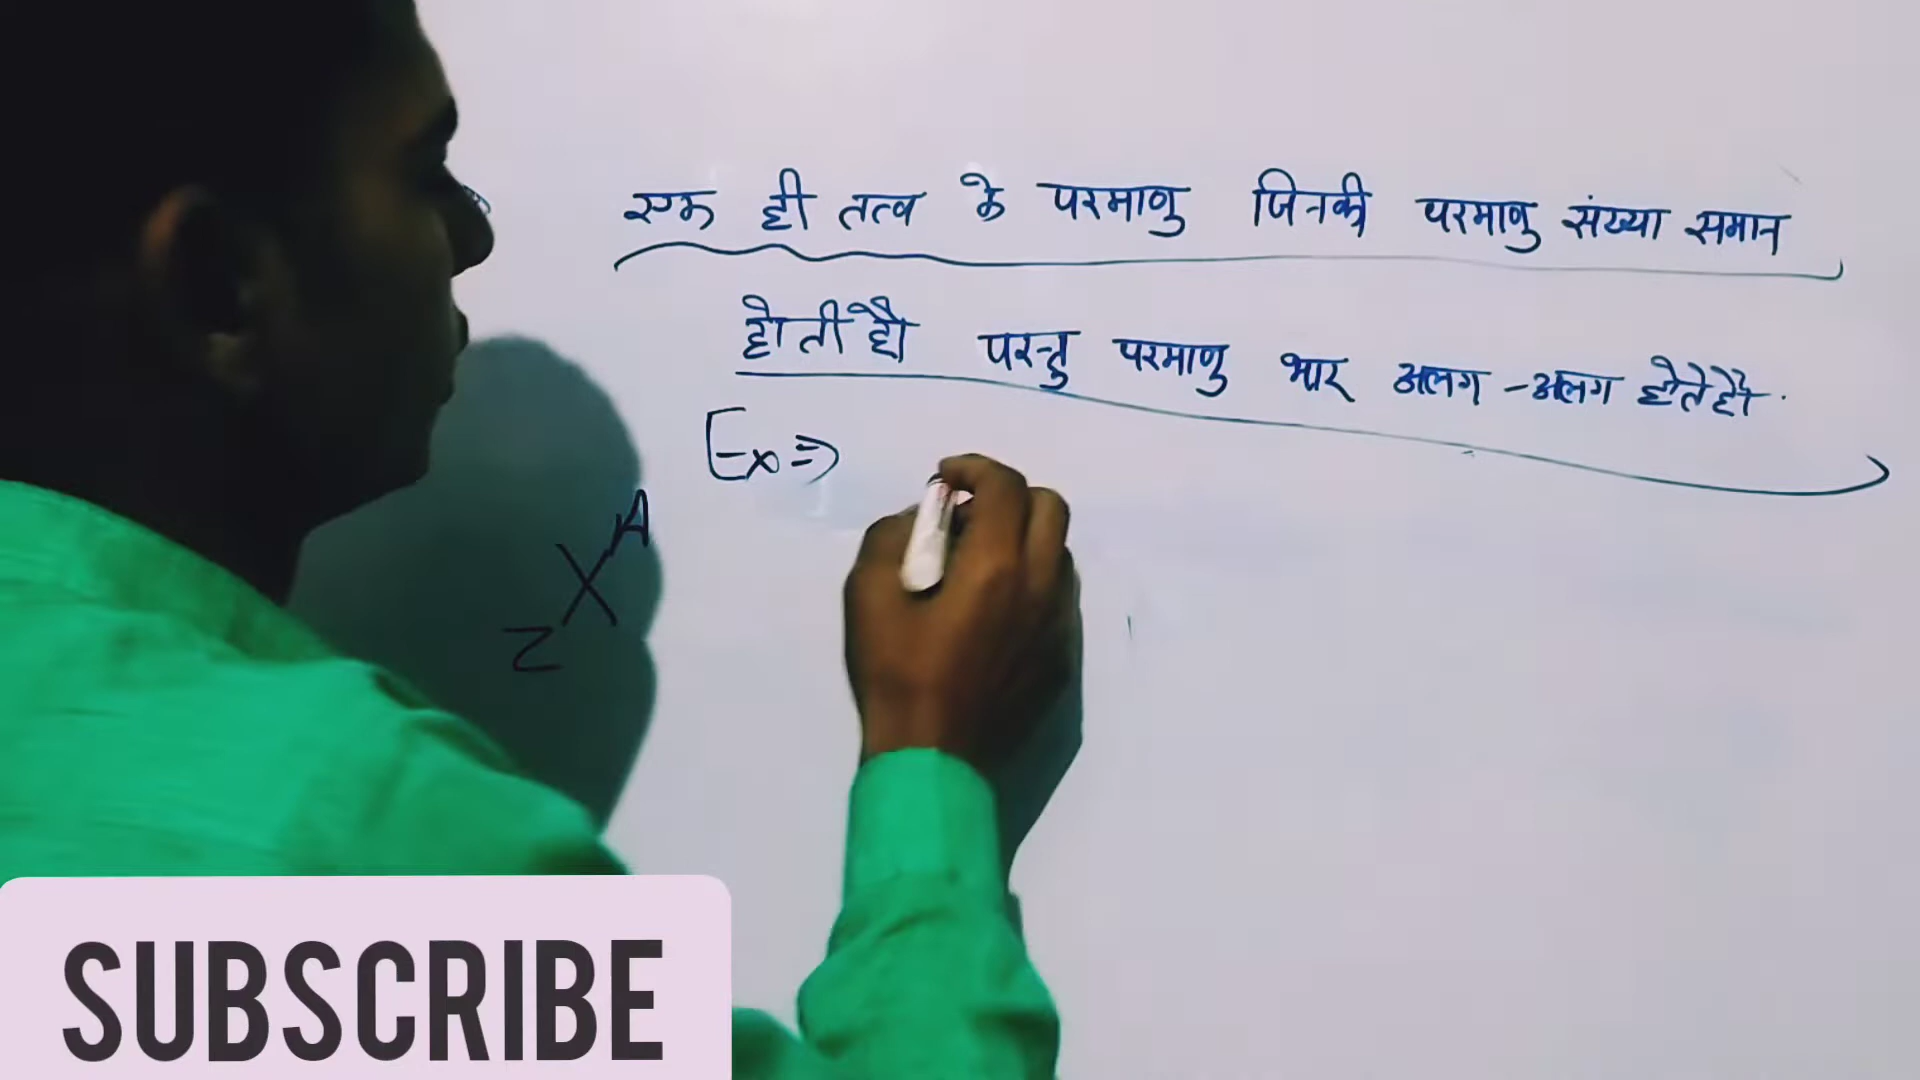 एक ही तत्व के परमाणु जिनकी परमाणु संख्या समान
होती है परन्तु परमाणु भार अलग-अलग होते है।
Ex ⇒
A
X
Z
SUBSCRIBE